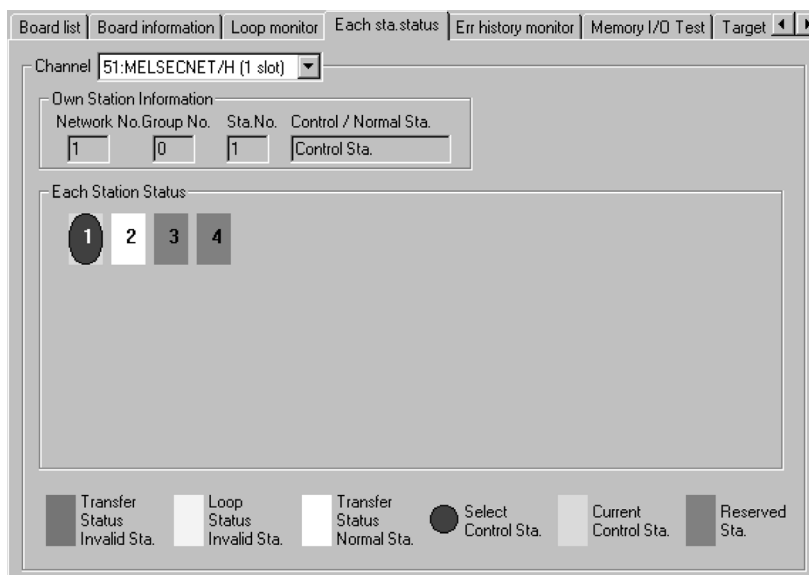 Board list Board information Loop monitor Each sta.status Err history monitor Memory I/O Test Target
Channel 51:MELSECNET/H (1 slot)
Own Station Information
Network No. Group No. Sta.No. Control / Normal Sta.
1 0 1 Control Sta.
Each Station Status
1 2 3 4
Transfer Status Invalid Sta.
Loop Status Invalid Sta.
Transfer Status Normal Sta.
Select Control Sta.
Current Control Sta.
Reserved Sta.